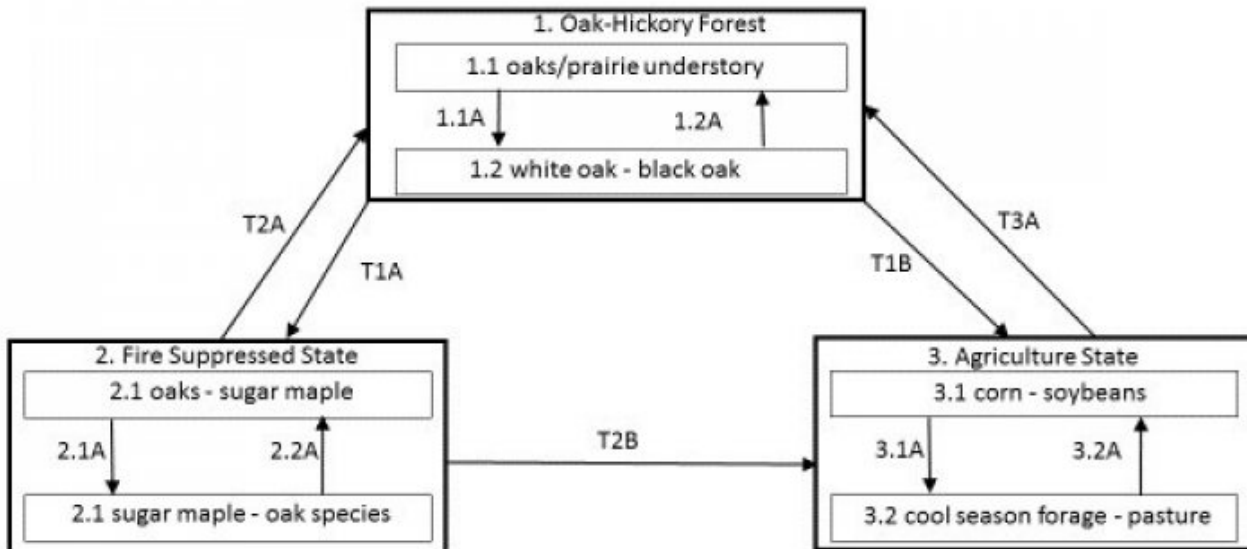 1. Oak-Hickory Forest
1.1 oaks/prairie understory
1.1A
1.2A
1.2 white oak - black oak
T2A
T1A
T1B
T3A
2. Fire Suppressed State
2.1 oaks - sugar maple
2.1A
2.2A
2.1 sugar maple - oak species
T2B
3. Agriculture State
3.1 corn - soybeans
3.1A
3.2A
3.2 cool season forage - pasture